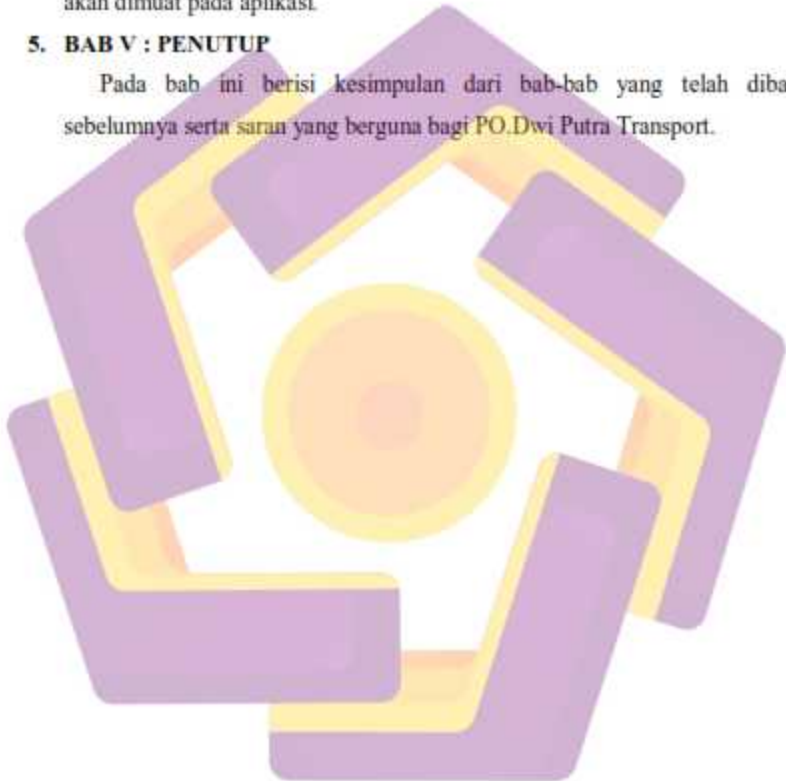 akan dimuat pada aplikasi.
5. BAB V : PENUTUP
Pada bab ini berisi kesimpulan dari bab-bab yang telah diba
sebelumnya serta saran yang berguna bagi PO.Dwi Putra Transport.